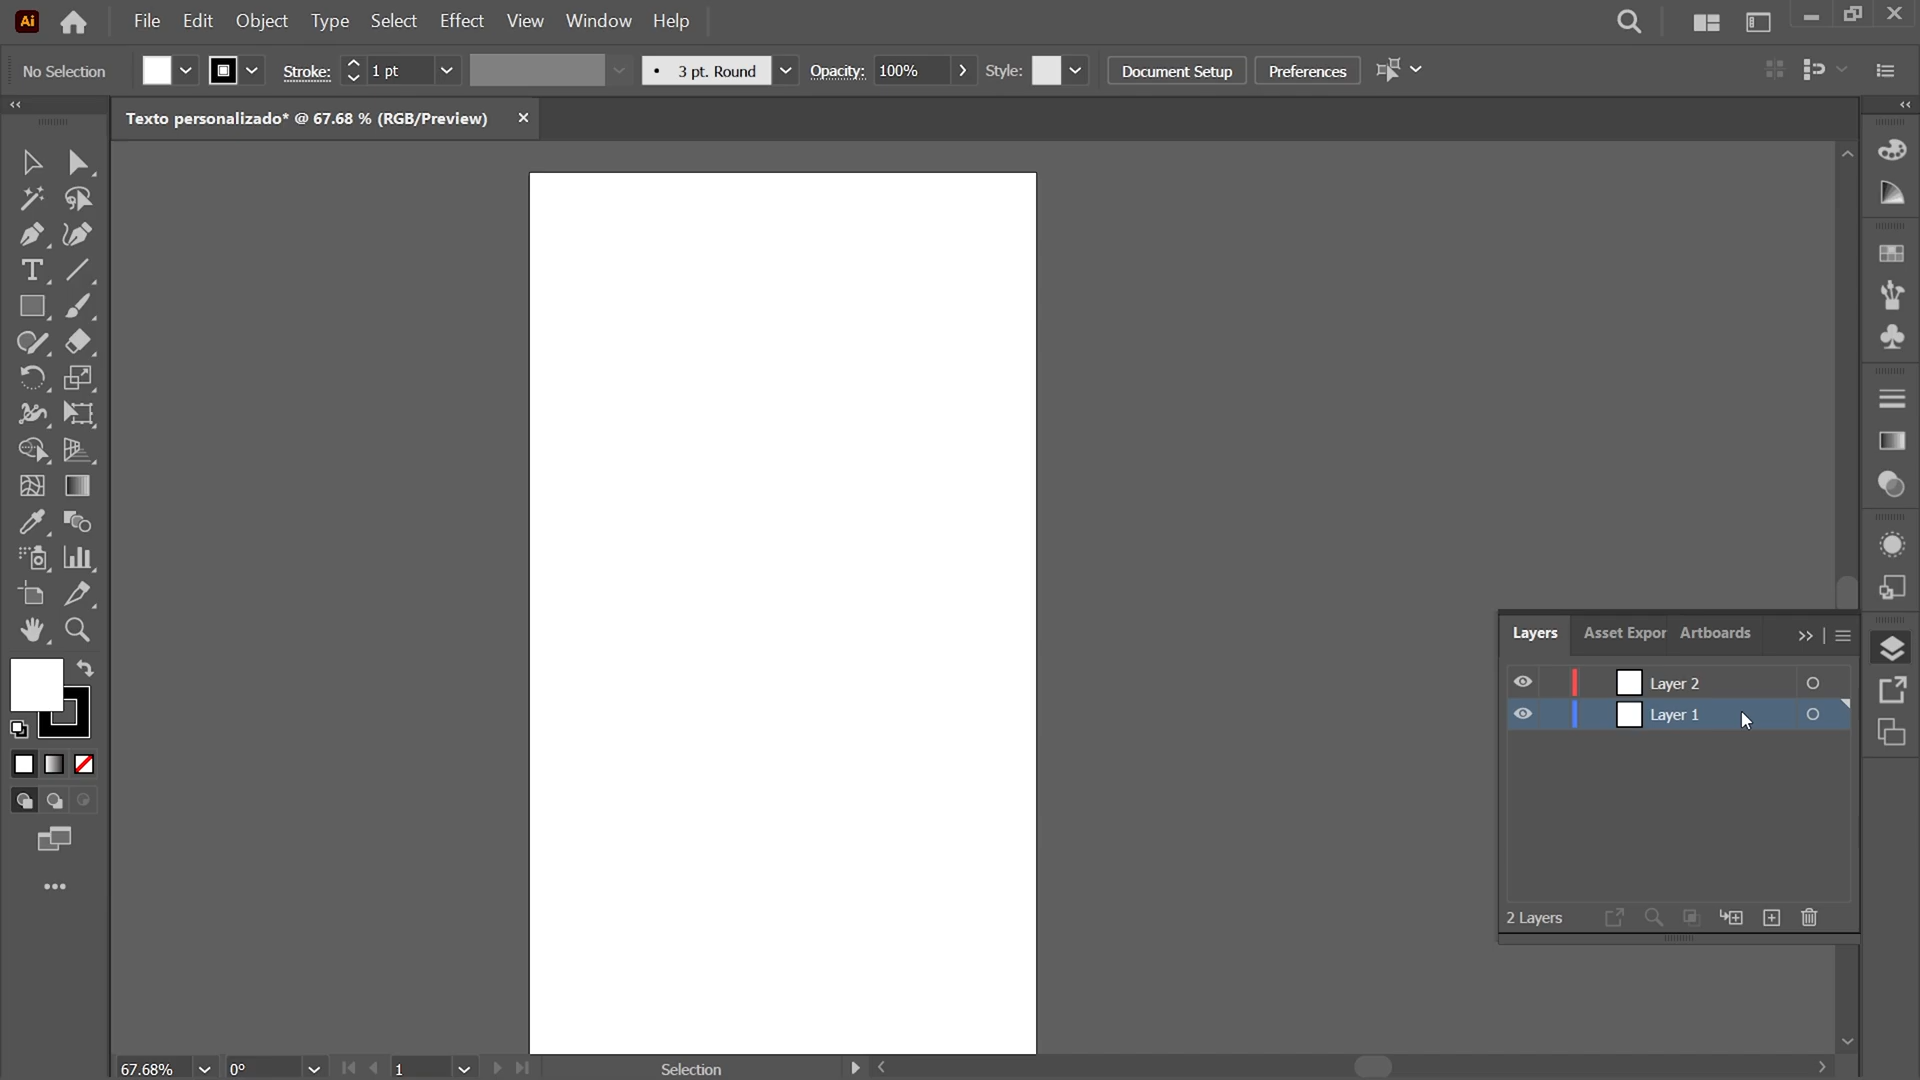 Ai File Edit Object Type Select Effect View Window Help
No Selection Stroke: 1 pt 3 pt. Round Opacity: 100% Style: Document Setup Preferences
Texto personalizado* @ 67.68 % (RGB/Preview)
Layers Asset Expor Artboards
Layer 2
Layer 1
2 Layers
67.68% 0° 1 Selection